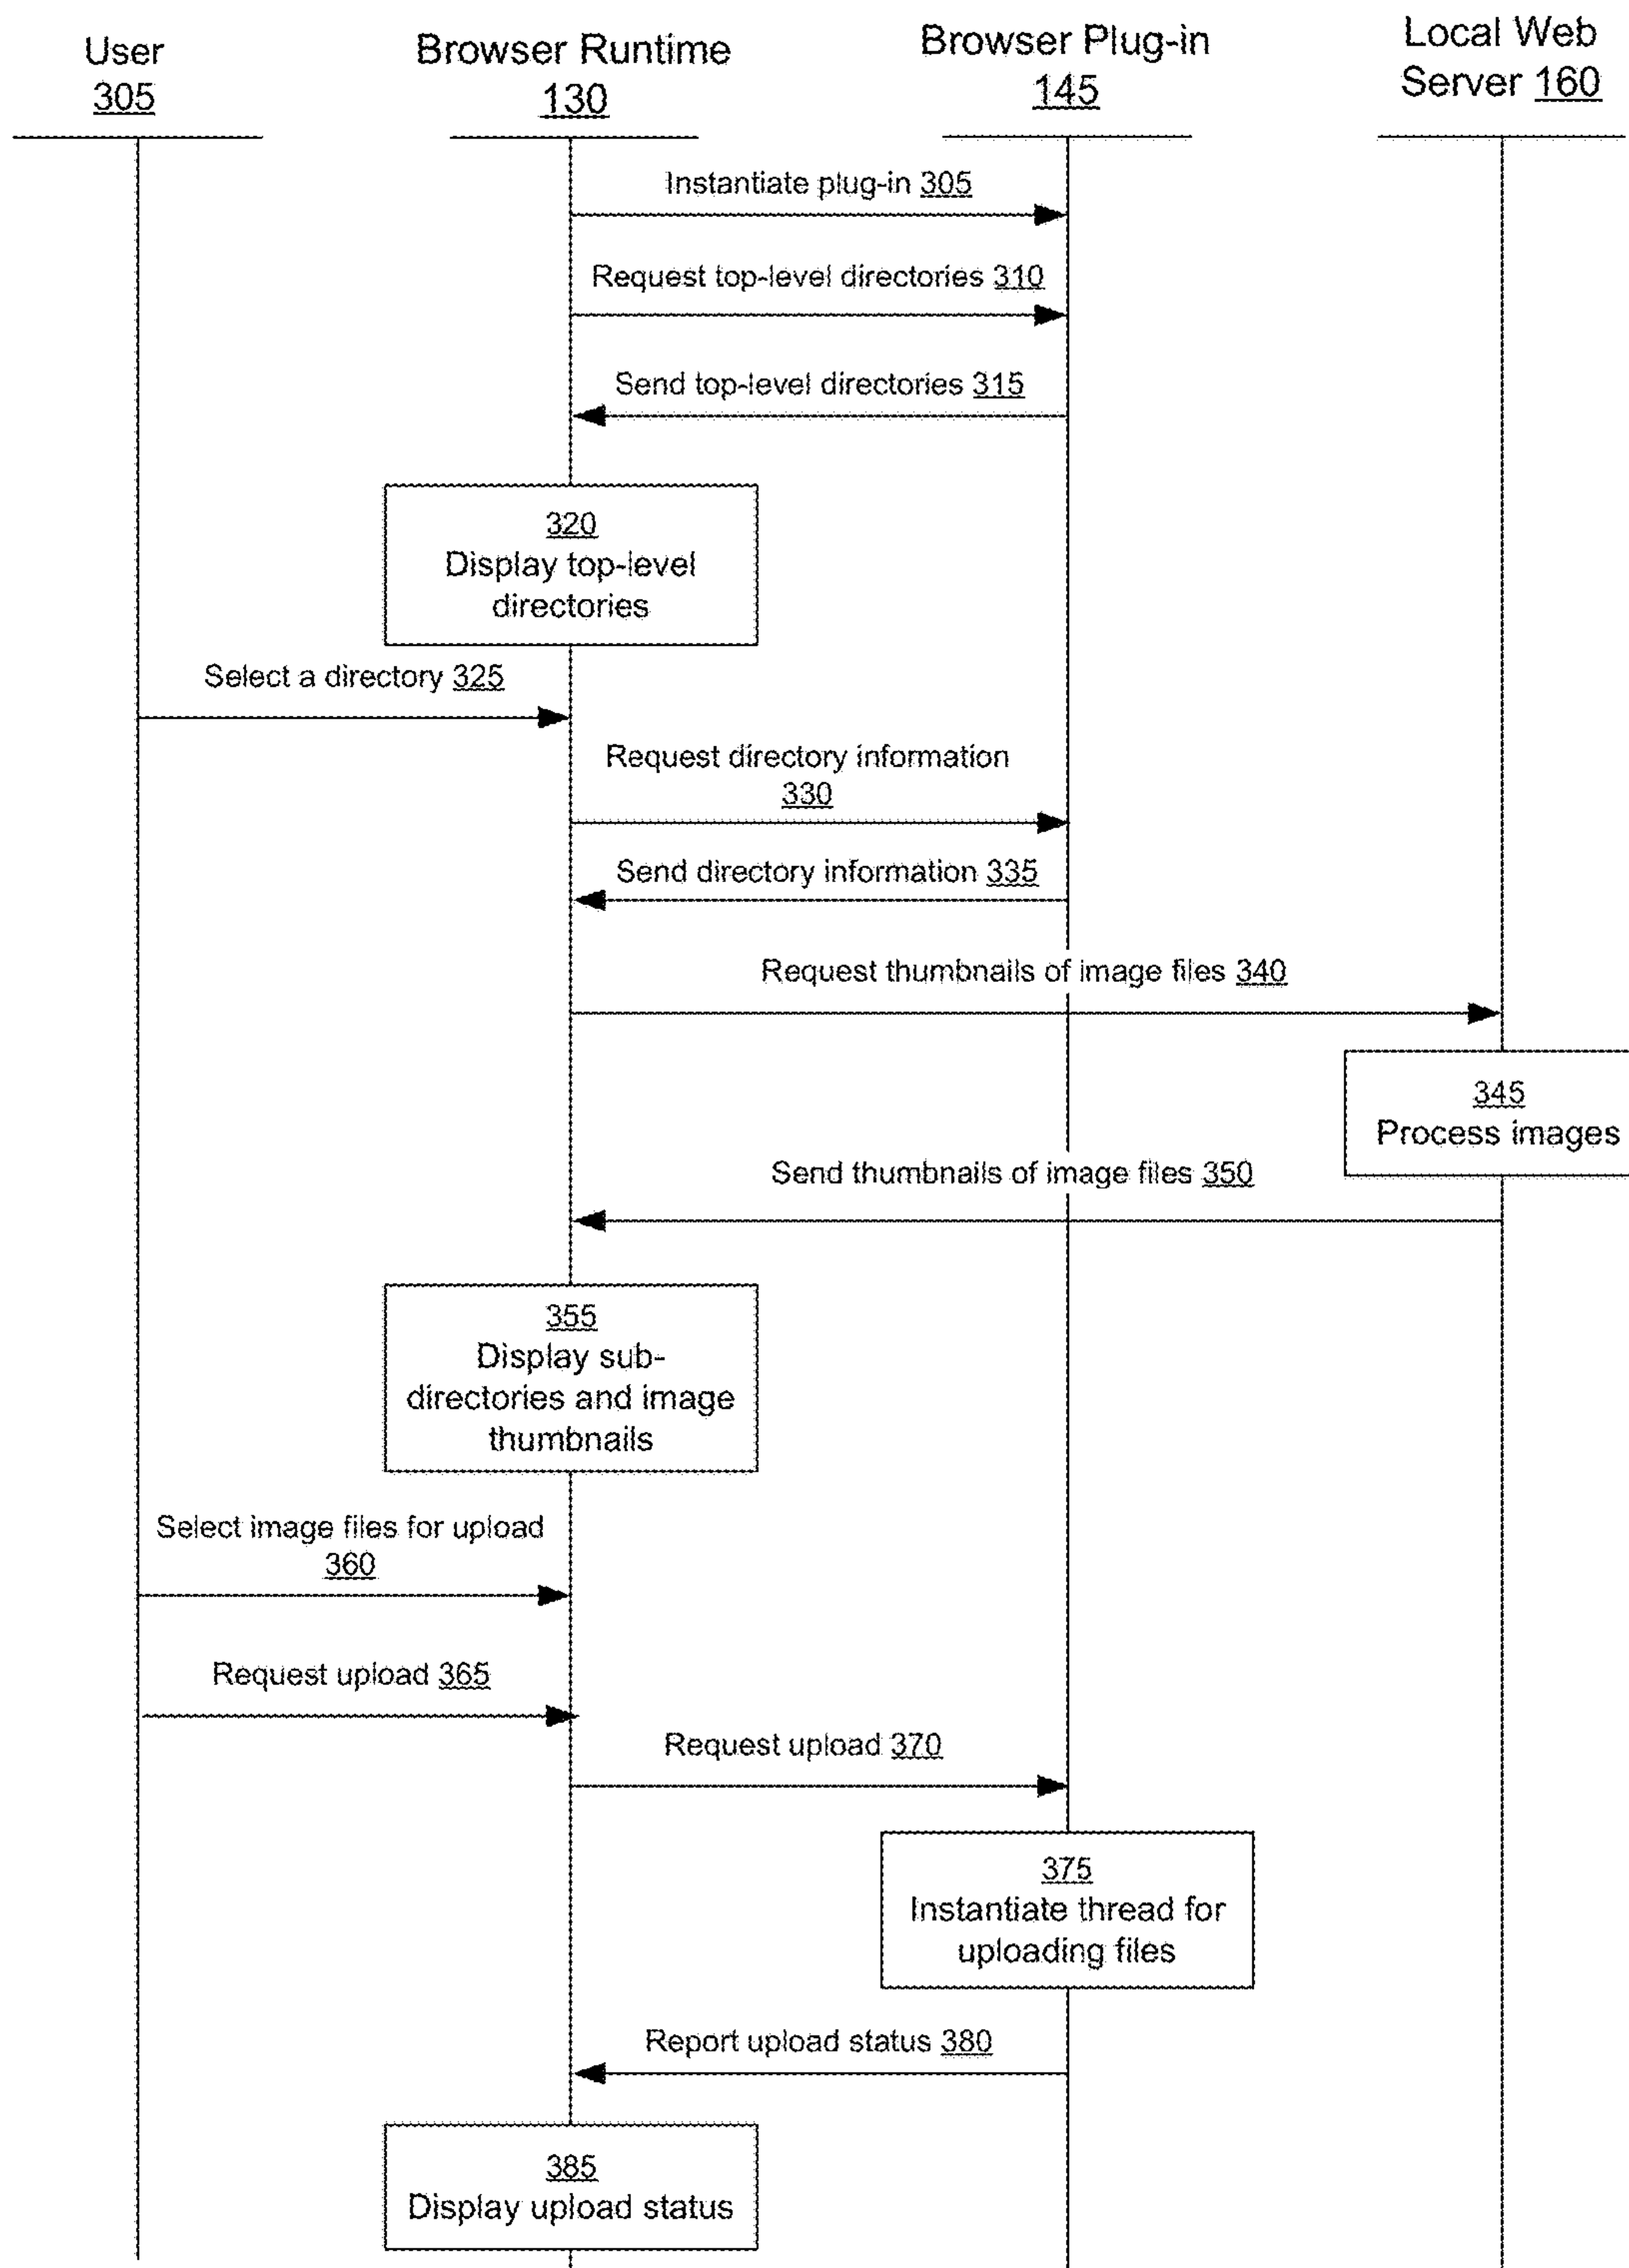 User
305
Browser Runtime
130
Browser Plug-in
145
Local Web
Server 160
Instantiate plug-in 305
Request top-level directories 310
Send top-level directories 315
320
Display top-level
directories
Select a directory 325
Request directory information
330
Send directory information 335
Request thumbnails of image files 340
345
Process images
Send thumbnails of image files 350
355
Display sub-
directories and image
thumbnails
Select image files for upload
360
Request upload 365
Request upload 370
375
Instantiate thread for
uploading files
Report upload status 380
385
Display upload status